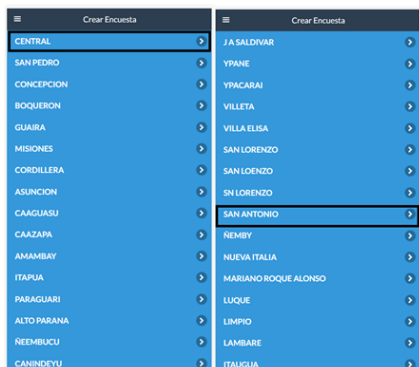 Crear Encuesta
CENTRAL
SAN PEDRO
CONCEPCION
BOQUERON
GUAIRA
MISIONES
CORDILLERA
ASUNCION
CAAGUASU
CAAZAPA
AMAMBAY
ITAPUA
PARAGUARI
ALTO PARANA
ÑEEMBUCU
CANINDEYU
Crear Encuesta
J A SALDIVAR
YPANE
YPACARAI
VILLETA
VILLA ELISA
SAN LORENZO
SAN LOENZO
SN LORENZO
SAN ANTONIO
ÑEMBY
NUEVA ITALIA
MARIANO ROQUE ALONSO
LUQUE
LIMPIO
LAMBARE
ITAUGUA